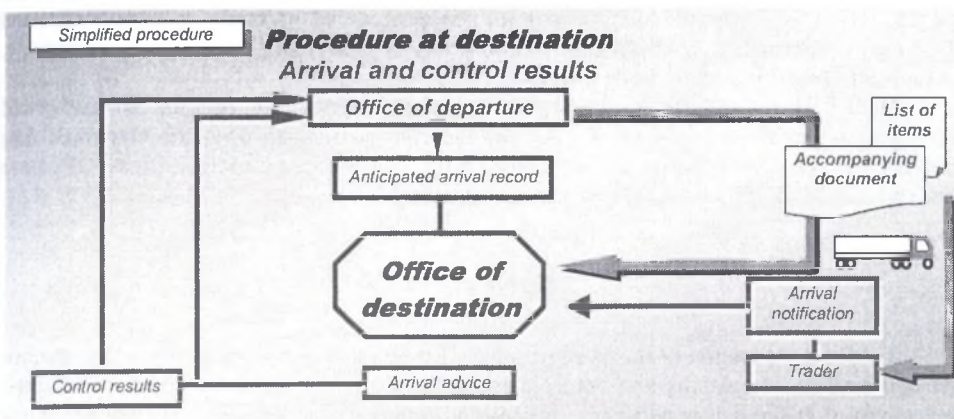 Simplified procedure
Procedure at destination
Arrival and control results
Office of departure
List of
items
Accompanying
document
Anticipated arrival record
Office of
destination
Arrival
notification
Control results
Arrival advice
Trader